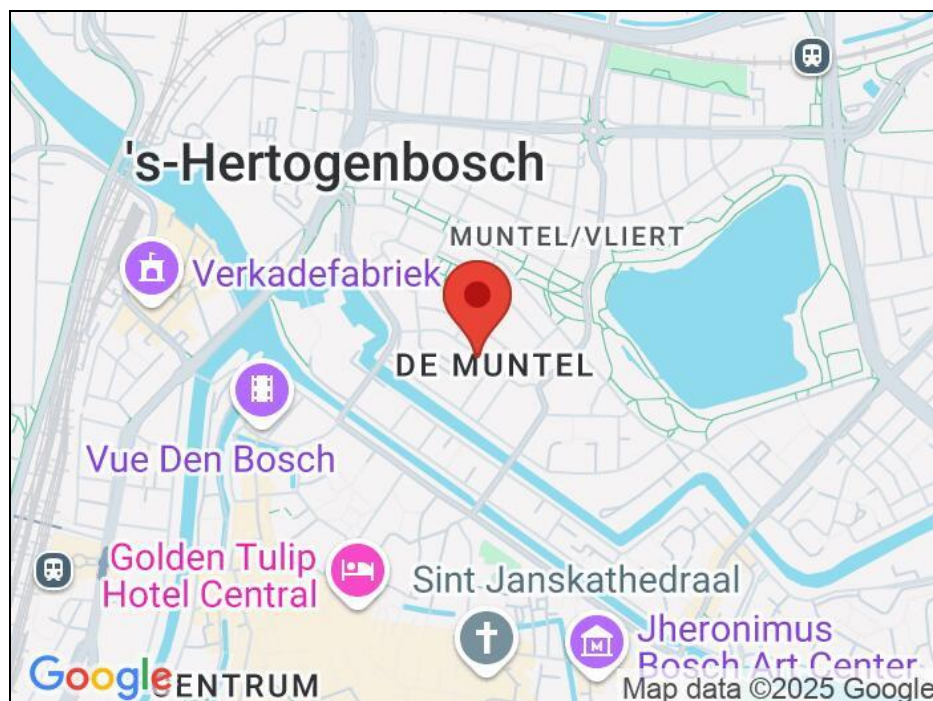 's-Hertogenbosch
MUNTEL/VLIERT
Verkadefabriek
DE MUNTEL
Vue Den Bosch
Golden Tulip
Hotel Central
Sint Janskathedraal
Jheronimus
Bosch Art Center
Google
CENTRUM
Map data ©2025 Google